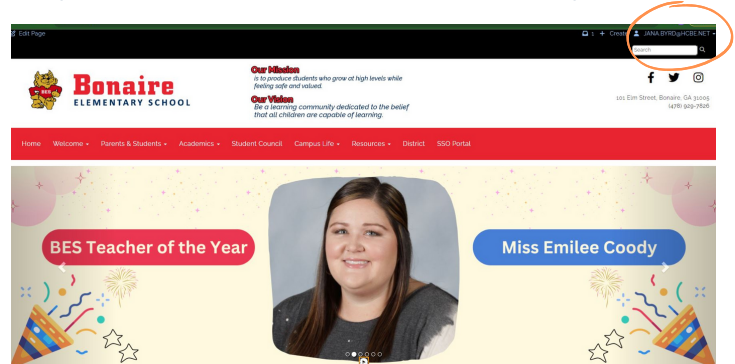 Edit Page
1 + Create JANA.BYRD@HCBE.NET
Search
BES
Bonaire
ELEMENTARY SCHOOL
Our Mission
is to produce students who grow at high levels while
feeling safe and valued.
Our Vision
Be a learning community dedicated to the belief
that all children are capable of learning.
101 Elm Street, Bonaire, GA 31005
(478) 929-7826
Home Welcome Parents & Students Academics Student Council Campus Life Resources District SSO Portal
BES Teacher of the Year
Miss Emilee Coody